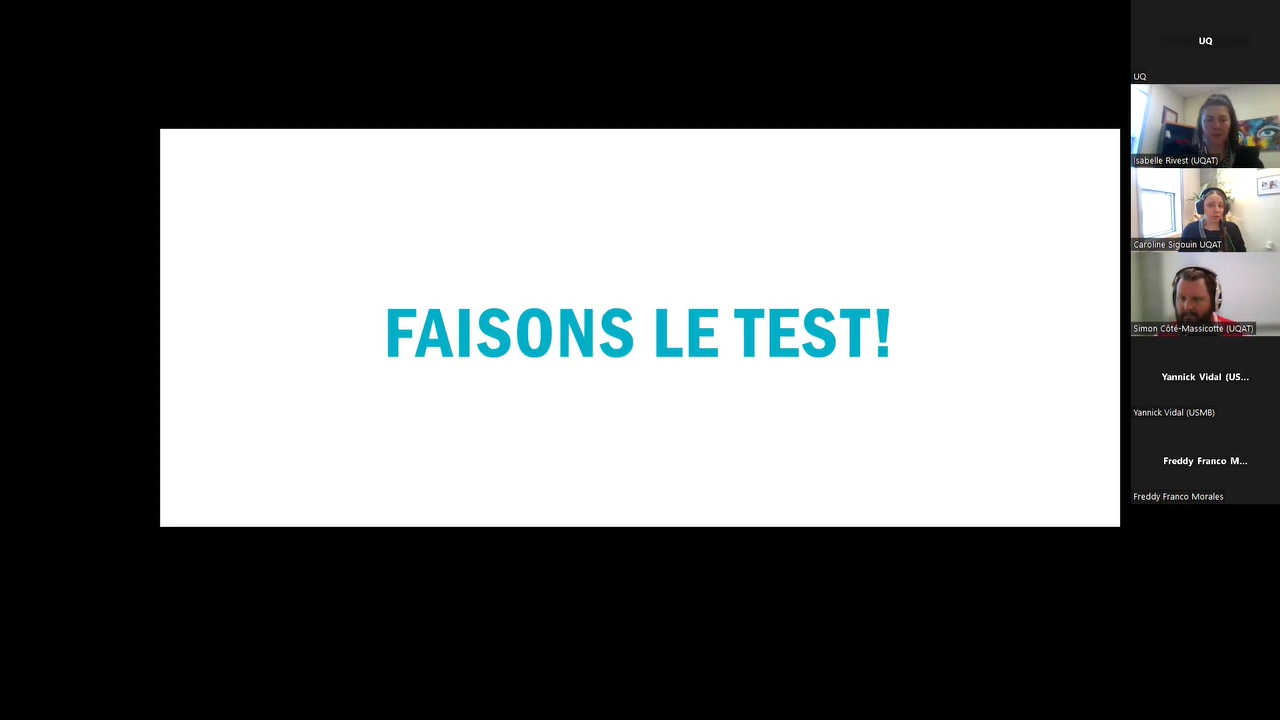 FAISONS LE TEST!
UQ
UQ
Isabelle Rivest (UQAT)
Caroline Sigouin UQAT
Simon Côté-Massicotte (UQAT)
Yannick Vidal (US...
Yannick Vidal (USMB)
Freddy Franco M...
Freddy Franco Morales